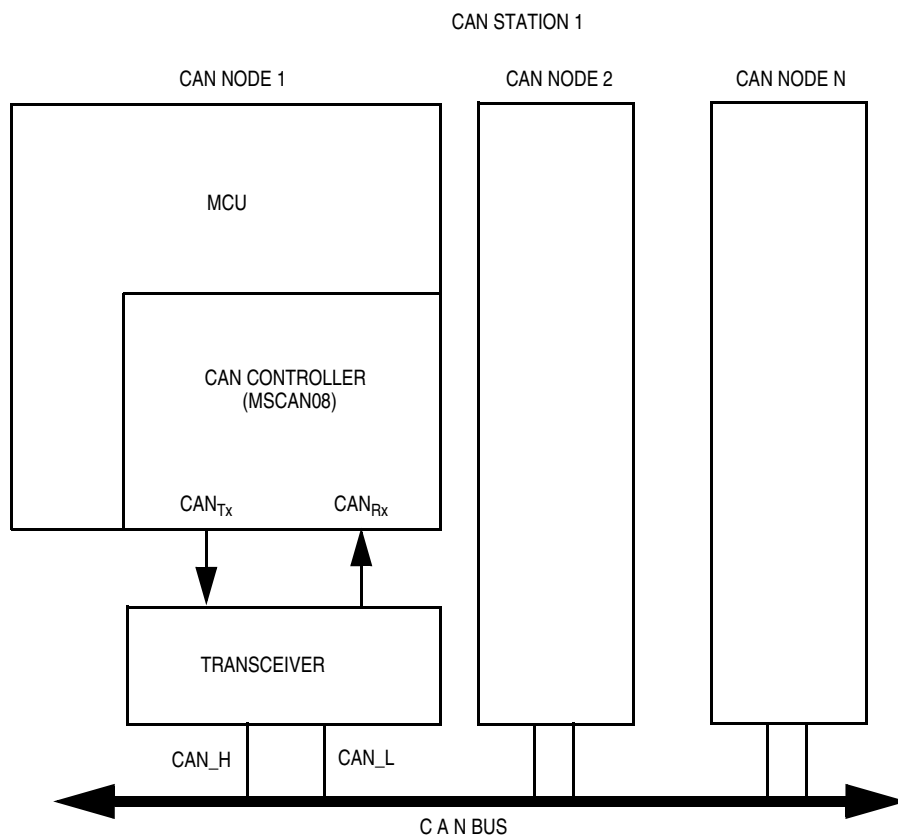 CAN STATION 1
CAN NODE 1
CAN NODE 2
CAN NODE N
MCU
CAN CONTROLLER
(MSCAN08)
CANTx
CANRx
TRANSCEIVER
CAN_H
CAN_L
C A N BUS